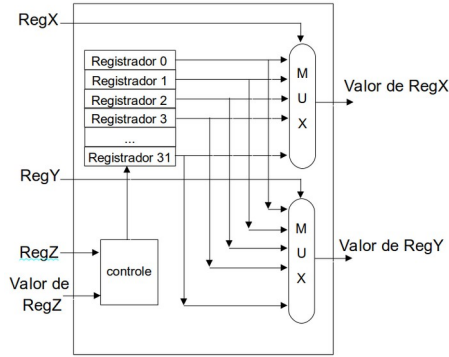 RegX
Registrador 0
Registrador 1
Registrador 2
Registrador 3
...
Registrador 31
M
U
X
Valor de RegX
RegY
M
U
X
Valor de RegY
RegZ
controle
Valor de
RegZ